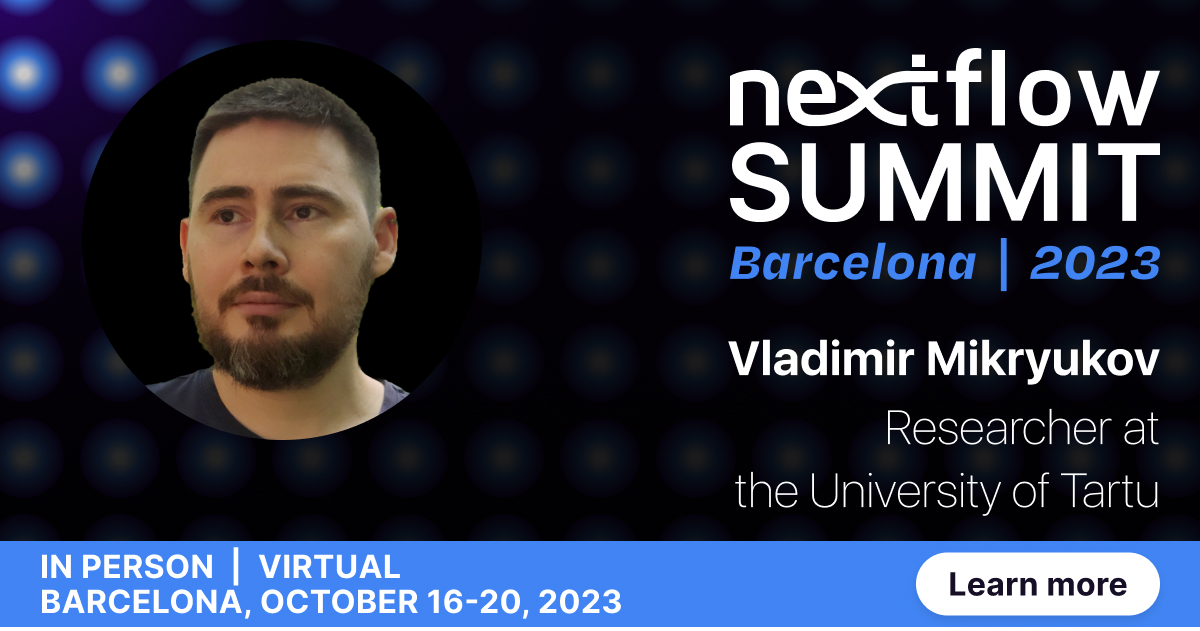 nextflow
SUMMIT
Barcelona | 2023
Vladimir Mikryukov
Researcher at
the University of Tartu
IN PERSON | VIRTUAL
BARCELONA, OCTOBER 16-20, 2023
Learn more